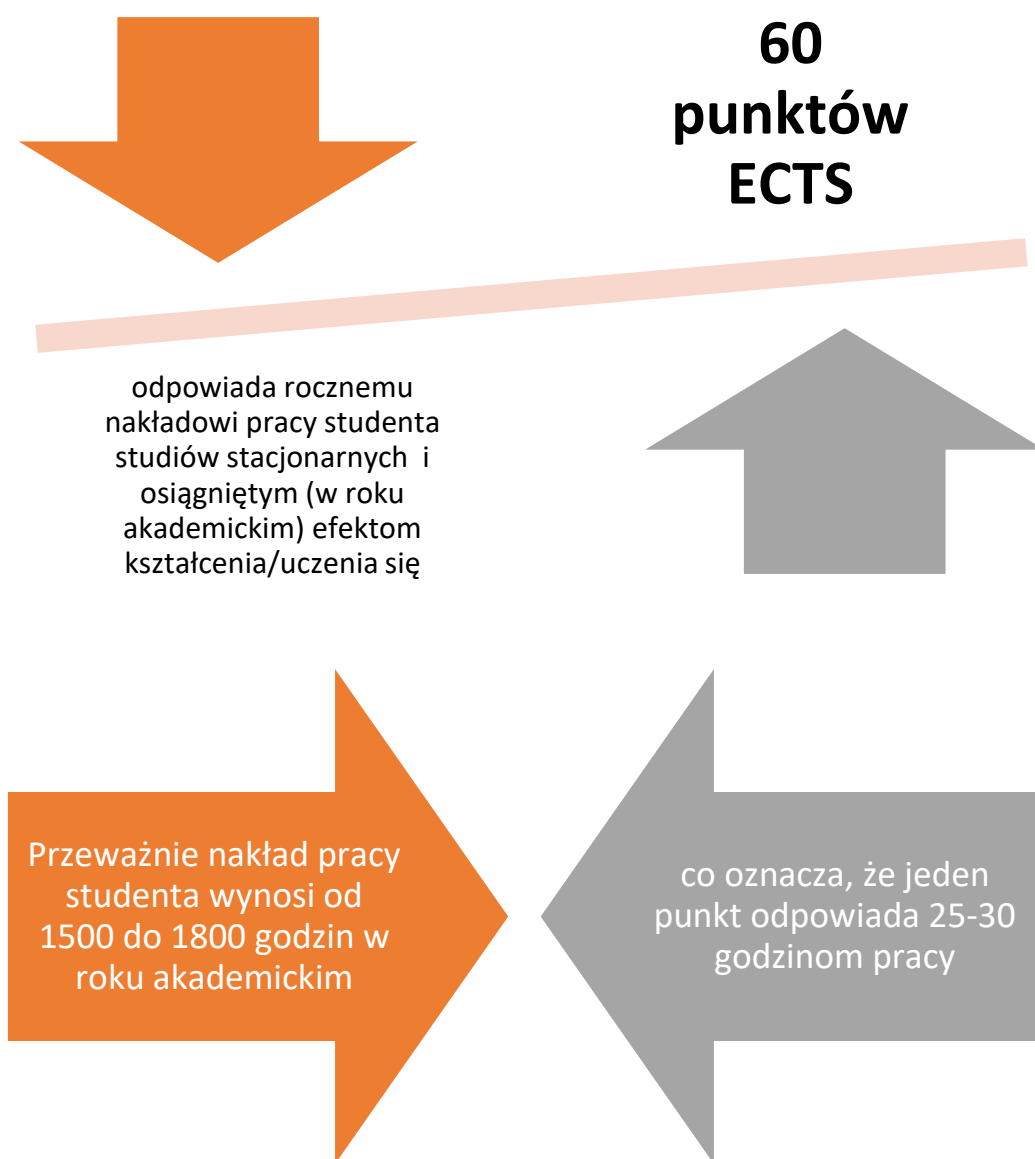 60
punktów
ECTS
odpowiada rocznemu
nakładowi pracy studenta
studiów stacjonarnych i
osiągniętym (w roku
akademickim) efektom
kształcenia/uczenia się
Przeważnie nakład pracy
studenta wynosi od
1500 do 1800 godzin w
roku akademickim
co oznacza, że jeden
punkt odpowiada 25-30
godzinom pracy